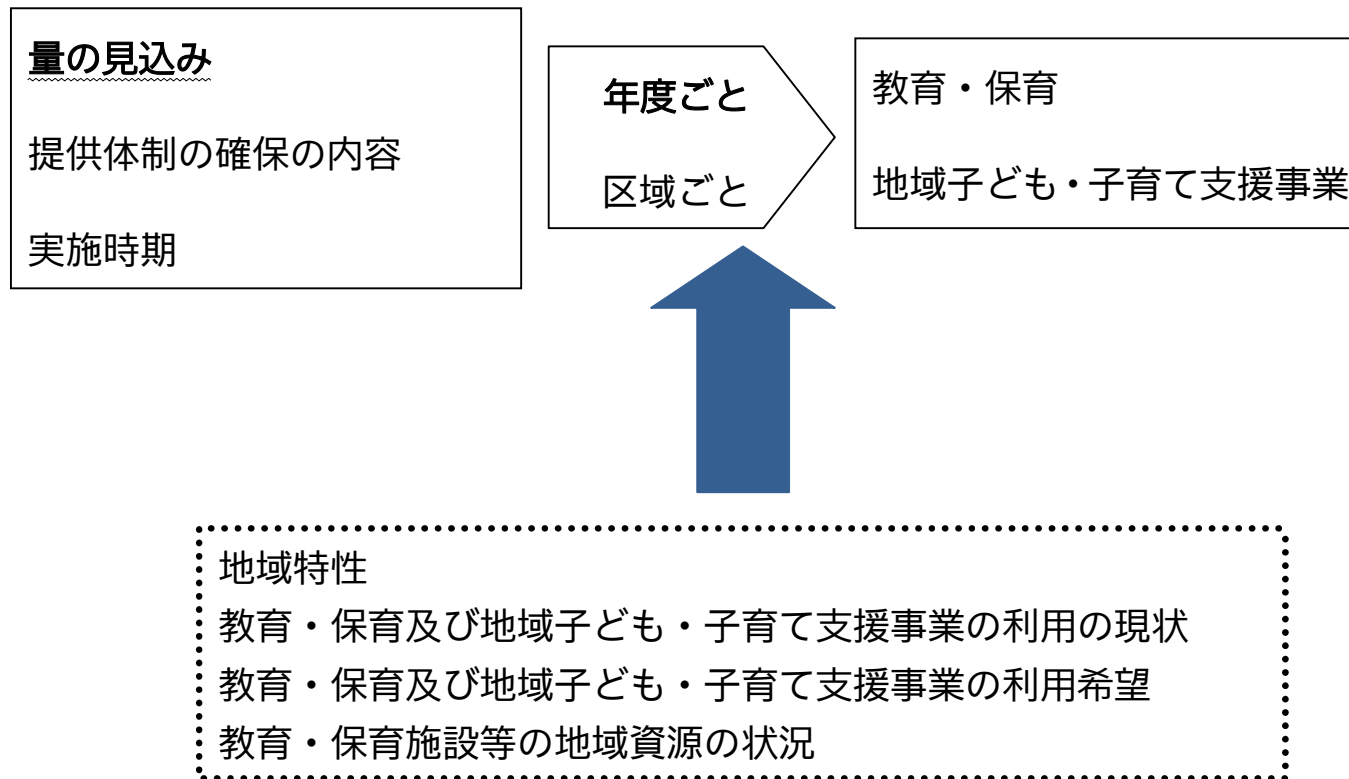 量の見込み
提供体制の確保の内容
実施時期
年度ごと
区域ごと
教育・保育
地域子ども・子育て支援事業
地域特性
教育・保育及び地域子ども・子育て支援事業の利用の現状
教育・保育及び地域子ども・子育て支援事業の利用希望
教育・保育施設等の地域資源の状況